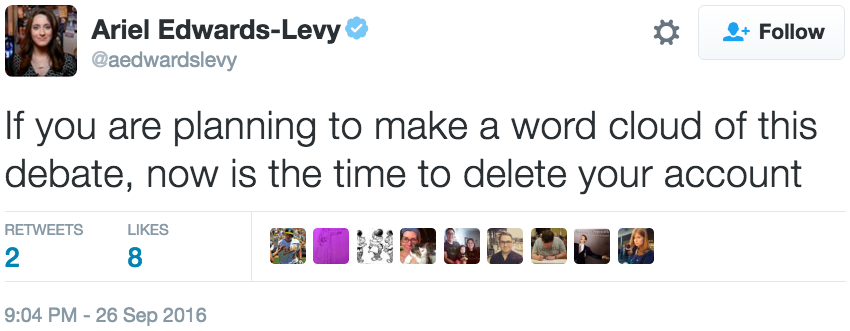 Ariel Edwards-Levy
Follow
@aedwardslevy
If you are planning to make a word cloud of this
debate, now is the time to delete your account
RETWEETS LIKES
2 8
9:04 PM - 26 Sep 2016